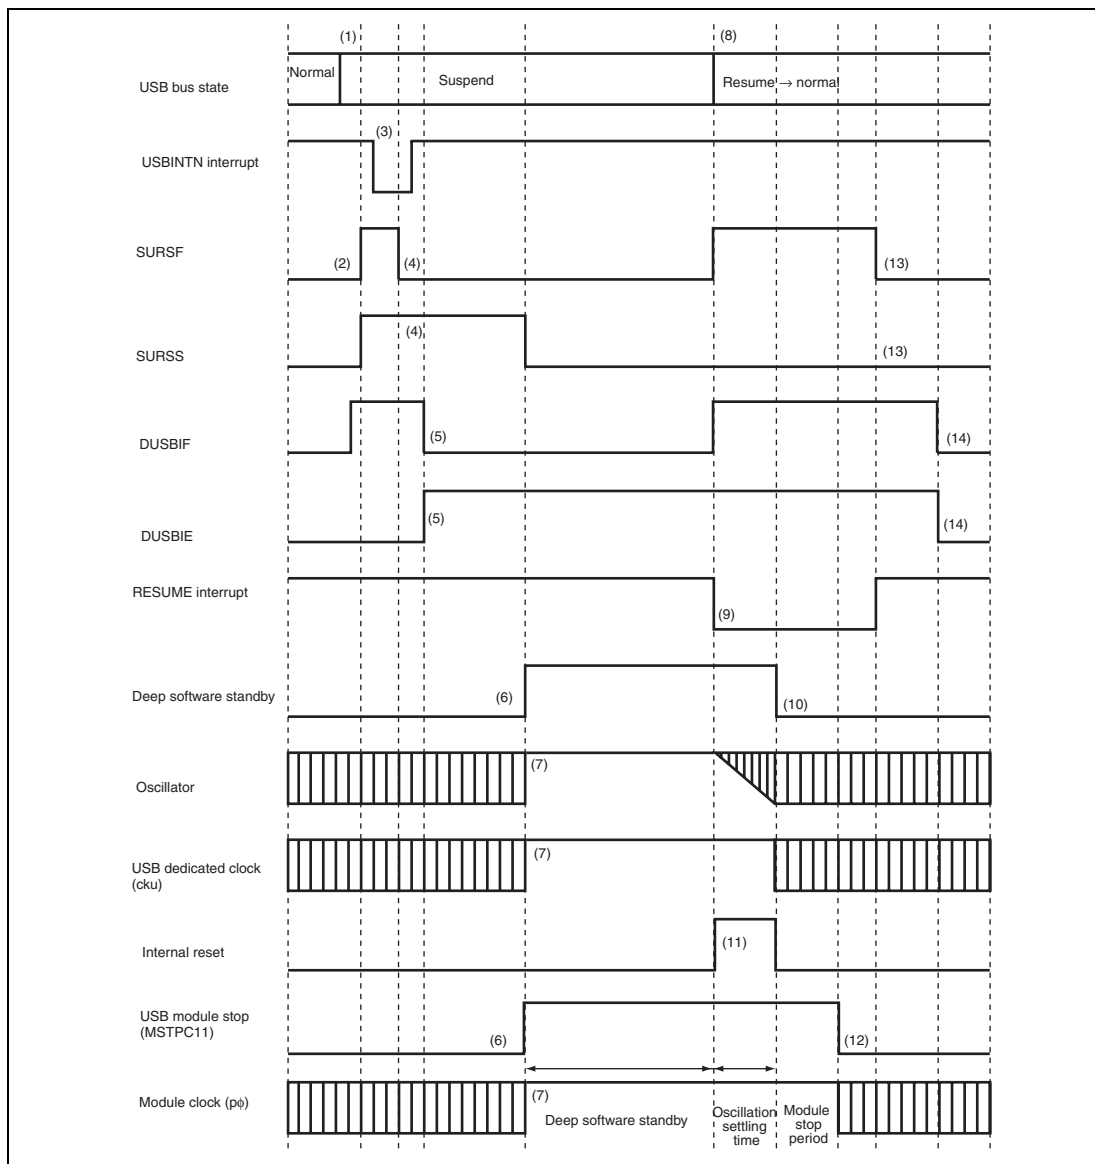 (1)
(8)
Normal
USB bus state
Suspend
Resume → normal
(3)
USBINTN interrupt
SURSF
(2)
(4)
(13)
(4)
SURSS
(13)
DUSBIF
(5)
(14)
(5)
(14)
DUSBIE
RESUME interrupt
(9)
Deep software standby
(6)
(10)
(7)
Oscillator
(7)
USB dedicated clock
(cku)
Internal reset
(11)
USB module stop
(MSTPC11)
(6)
(12)
Module clock (pϕ)
(7)
Deep software standby
Oscillation
settling
time
Module
stop
period